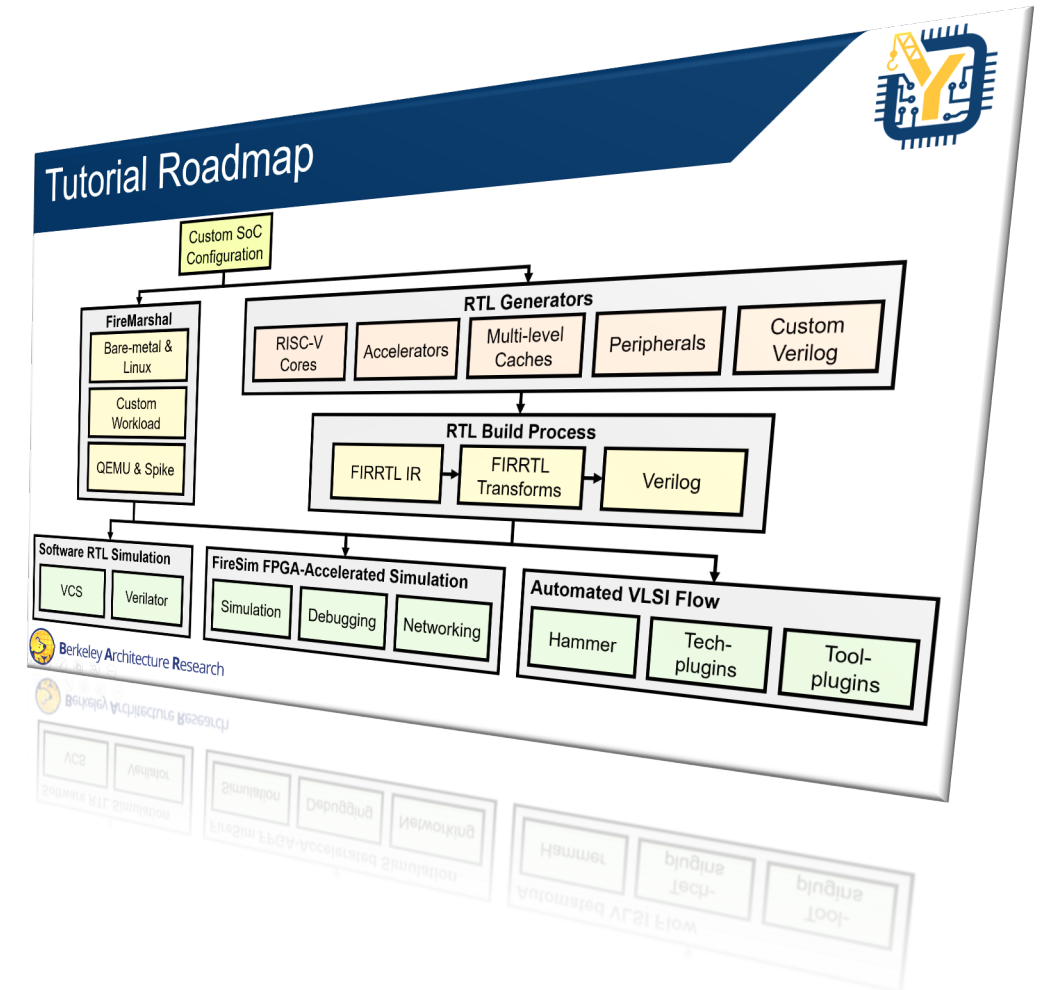 Tutorial Roadmap
Custom SoC
Configuration
FireMarshal
Bare-metal &
Linux
Custom
Workload
QEMU & Spike
RTL Generators
RISC-V
Cores
Accelerators
Multi-level
Caches
Peripherals
Custom
Verilog
RTL Build Process
FIRRTL IR
FIRRTL
Transforms
Verilog
Software RTL Simulation
VCS
Verilator
FireSim FPGA-Accelerated Simulation
Simulation
Debugging
Networking
Automated VLSI Flow
Hammer
Tech-
plugins
Tool-
plugins
Berkeley Architecture Research